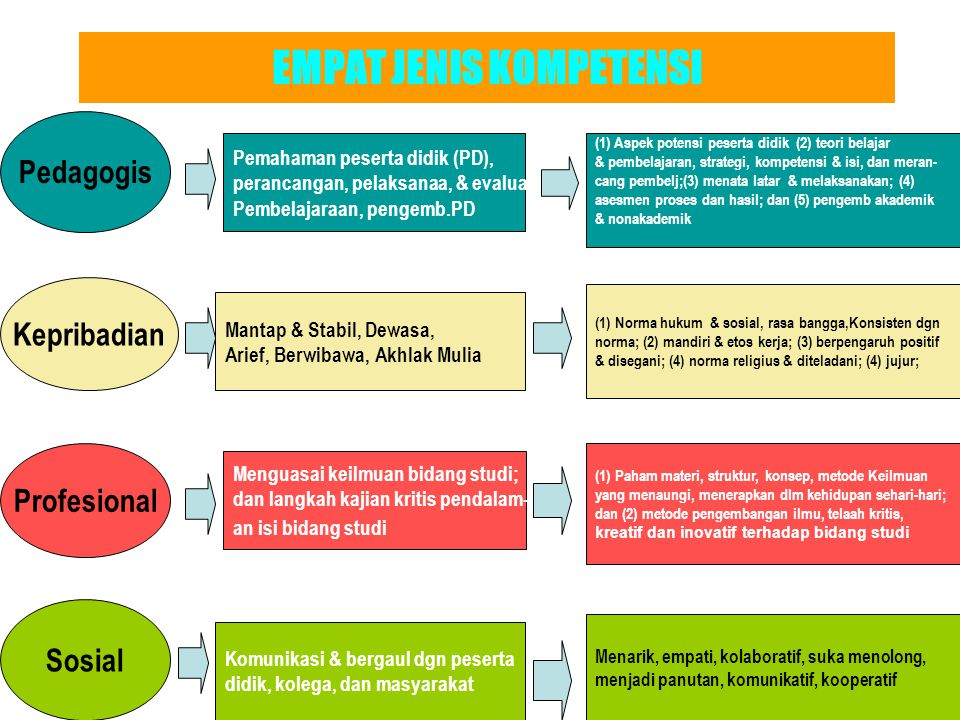 EMPAT JENIS KOMPETENSI
Pedagogis
Pemahaman peserta didik (PD),
perancangan, pelaksanaa, & evalua
Pembelajaraan, pengemb.PD
(1) Aspek potensi peserta didik (2) teori belajar
& pembelajaran, strategi, kompetensi & isi, dan meran-
cang pembelj;(3) menata latar & melaksanakan; (4)
asesmen proses dan hasil; dan (5) pengemb akademik
& nonakademik
Kepribadian
Mantap & Stabil, Dewasa,
Arief, Berwibawa, Akhlak Mulia
(1) Norma hukum & sosial, rasa bangga,Konsisten dgn
norma; (2) mandiri & etos kerja; (3) berpengaruh positif
& disegani; (4) norma religius & diteladani; (4) jujur;
Profesional
Menguasai keilmuan bidang studi;
dan langkah kajian kritis pendalam-
an isi bidang studi
(1) Paham materi, struktur, konsep, metode Keilmuan
yang menaungi, menerapkan dlm kehidupan sehari-hari;
dan (2) metode pengembangan ilmu, telaah kritis,
kreatif dan inovatif terhadap bidang studi
Sosial
Komunikasi & bergaul dgn peserta
didik, kolega, dan masyarakat
Menarik, empati, kolaboratif, suka menolong,
menjadi panutan, komunikatif, kooperatif